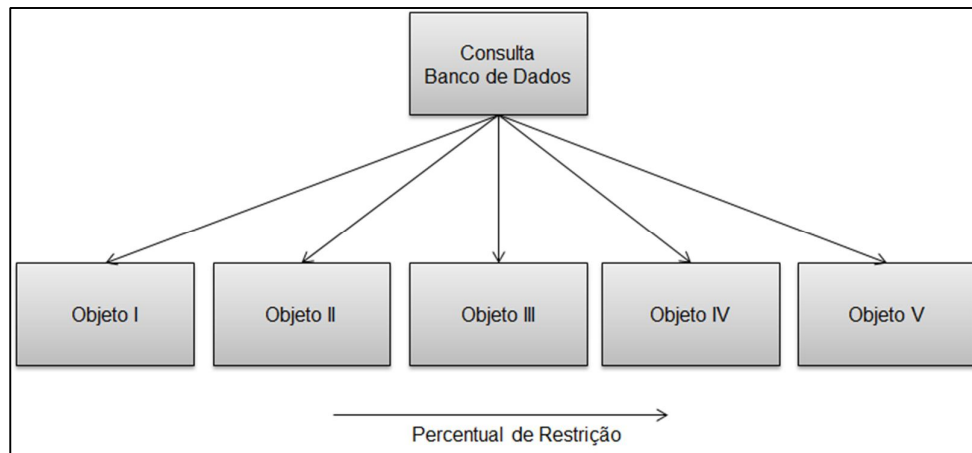 Consulta
Banco de Dados
Objeto I
Objeto II
Objeto III
Objeto IV
Objeto V
Percentual de Restrição